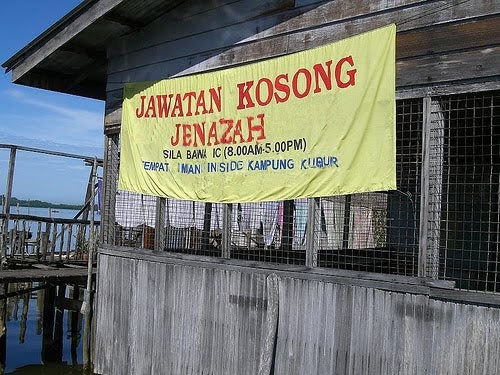 JAWATAN KOSONG
JENAZAH
SILA BAWA IC (8.00AM-5.00PM)
TEMPAT IMAN INSIDE KAMPUNG KUBUR